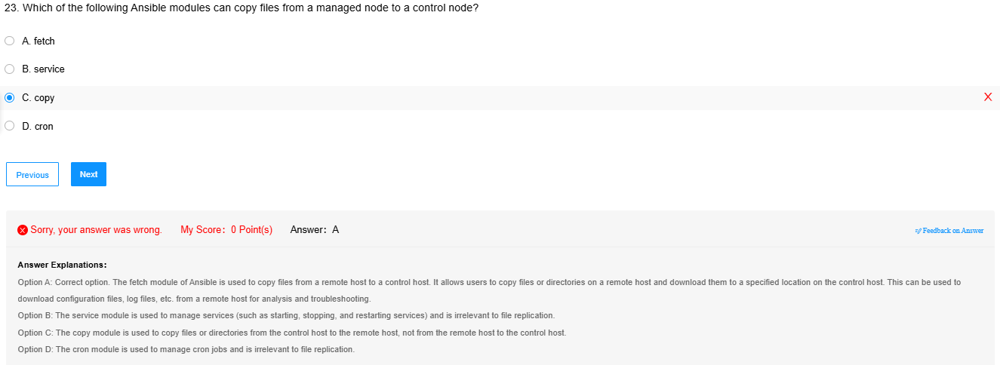 23. Which of the following Ansible modules can copy files from a managed node to a control node?
A. fetch
B. service
C. copy
D. cron
Previous Next
Sorry, your answer was wrong. My Score: 0 Point(s) Answer: A Feedback on Answer
Answer Explanations:
Option A: Correct option. The fetch module of Ansible is used to copy files from a remote host to a control host. It allows users to copy files or directories on a remote host and download them to a specified location on the control host. This can be used to
download configuration files, log files, etc. from a remote host for analysis and troubleshooting.
Option B: The service module is used to manage services (such as starting, stopping, and restarting services) and is irrelevant to file replication.
Option C: The copy module is used to copy files or directories from the control host to the remote host, not from the remote host to the control host.
Option D: The cron module is used to manage cron jobs and is irrelevant to file replication.